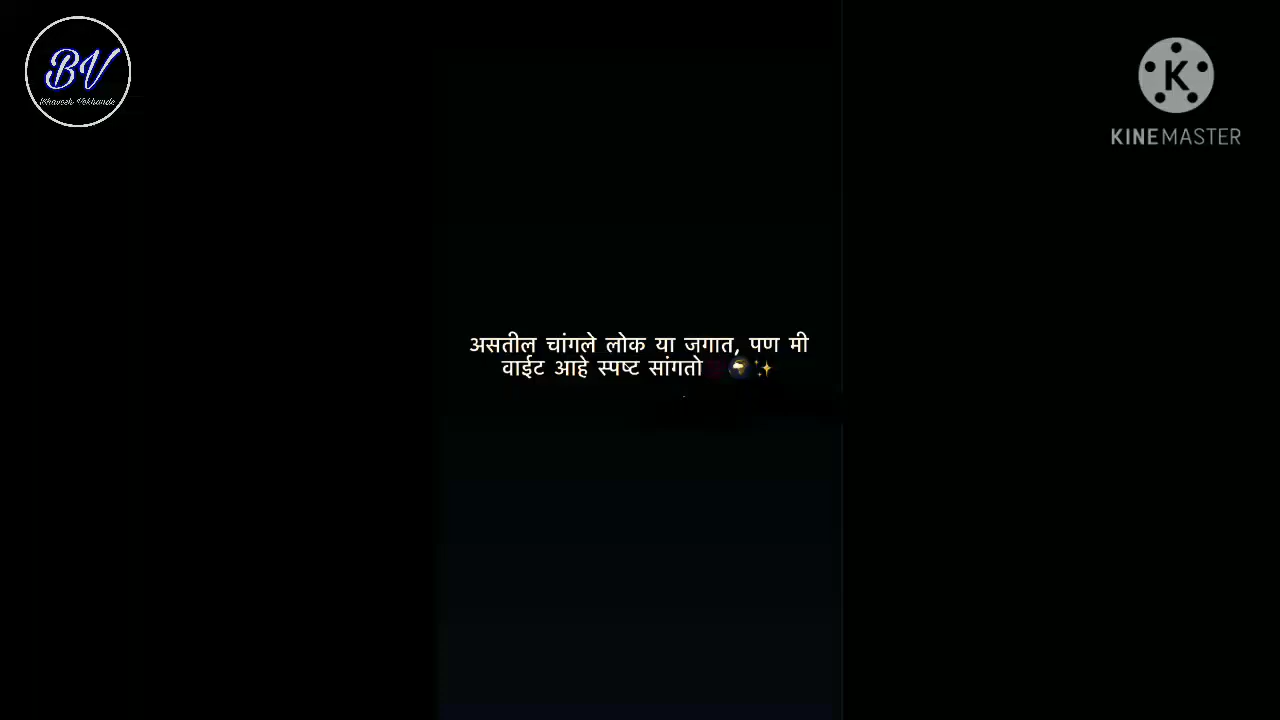 BV
KINEMASTER
असतील चांगले लोक या जगात, पण मी
वाईट आहे स्पष्ट सांगतो 🌍✨